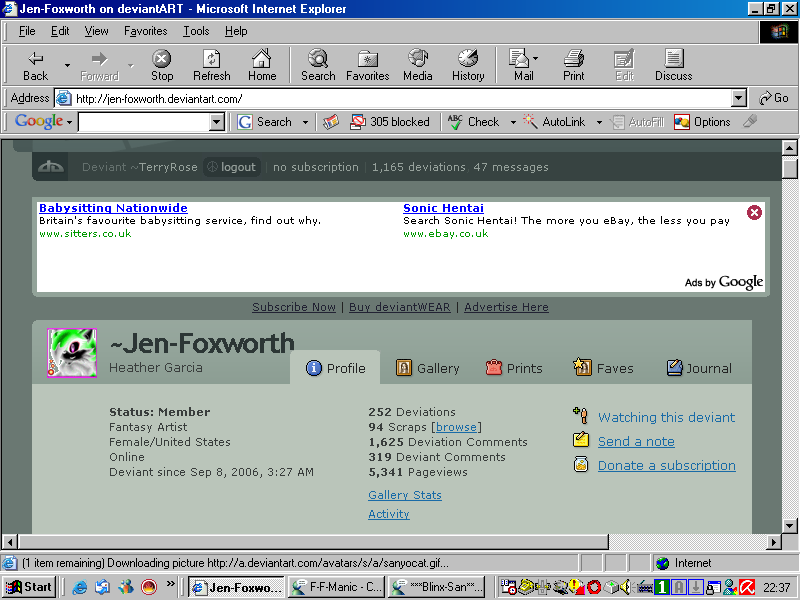 Jen-Foxworth on deviantART - Microsoft Internet Explorer
File Edit View Favorites Tools Help
Back Forward Stop Refresh Home Search Favorites Media History Mail Print Edit Discuss
Address http://jen-foxworth.deviantart.com/ Go
Google Search 305 blocked ABC Check AutoLink AutoFill Options
Deviant ~TerryRose logout no subscription 1,165 deviations 47 messages
Babysitting Nationwide
Britain's favourite babysitting service, find out why.
www.sitters.co.uk
Sonic Hentai
Search Sonic Hentai! The more you eBay, the less you pay
www.ebay.co.uk
Ads by Google
Subscribe Now | Buy deviantWEAR | Advertise Here
~Jen-Foxworth
Heather Garcia
Profile Gallery Prints Faves Journal
Status: Member
Fantasy Artist
Female/United States
Online
Deviant since Sep 8, 2006, 3:27 AM
252 Deviations
94 Scraps [browse]
1,625 Deviation Comments
319 Deviant Comments
5,341 Pageviews
Gallery Stats
Activity
Watching this deviant
Send a note
Donate a subscription
(1 item remaining) Downloading picture http://a.deviantart.com/avatars/s/a/sanyocat.gif... Internet
Start » Jen-Foxwo... F-F-Manic - C... ***Blinx-San**... 22:37